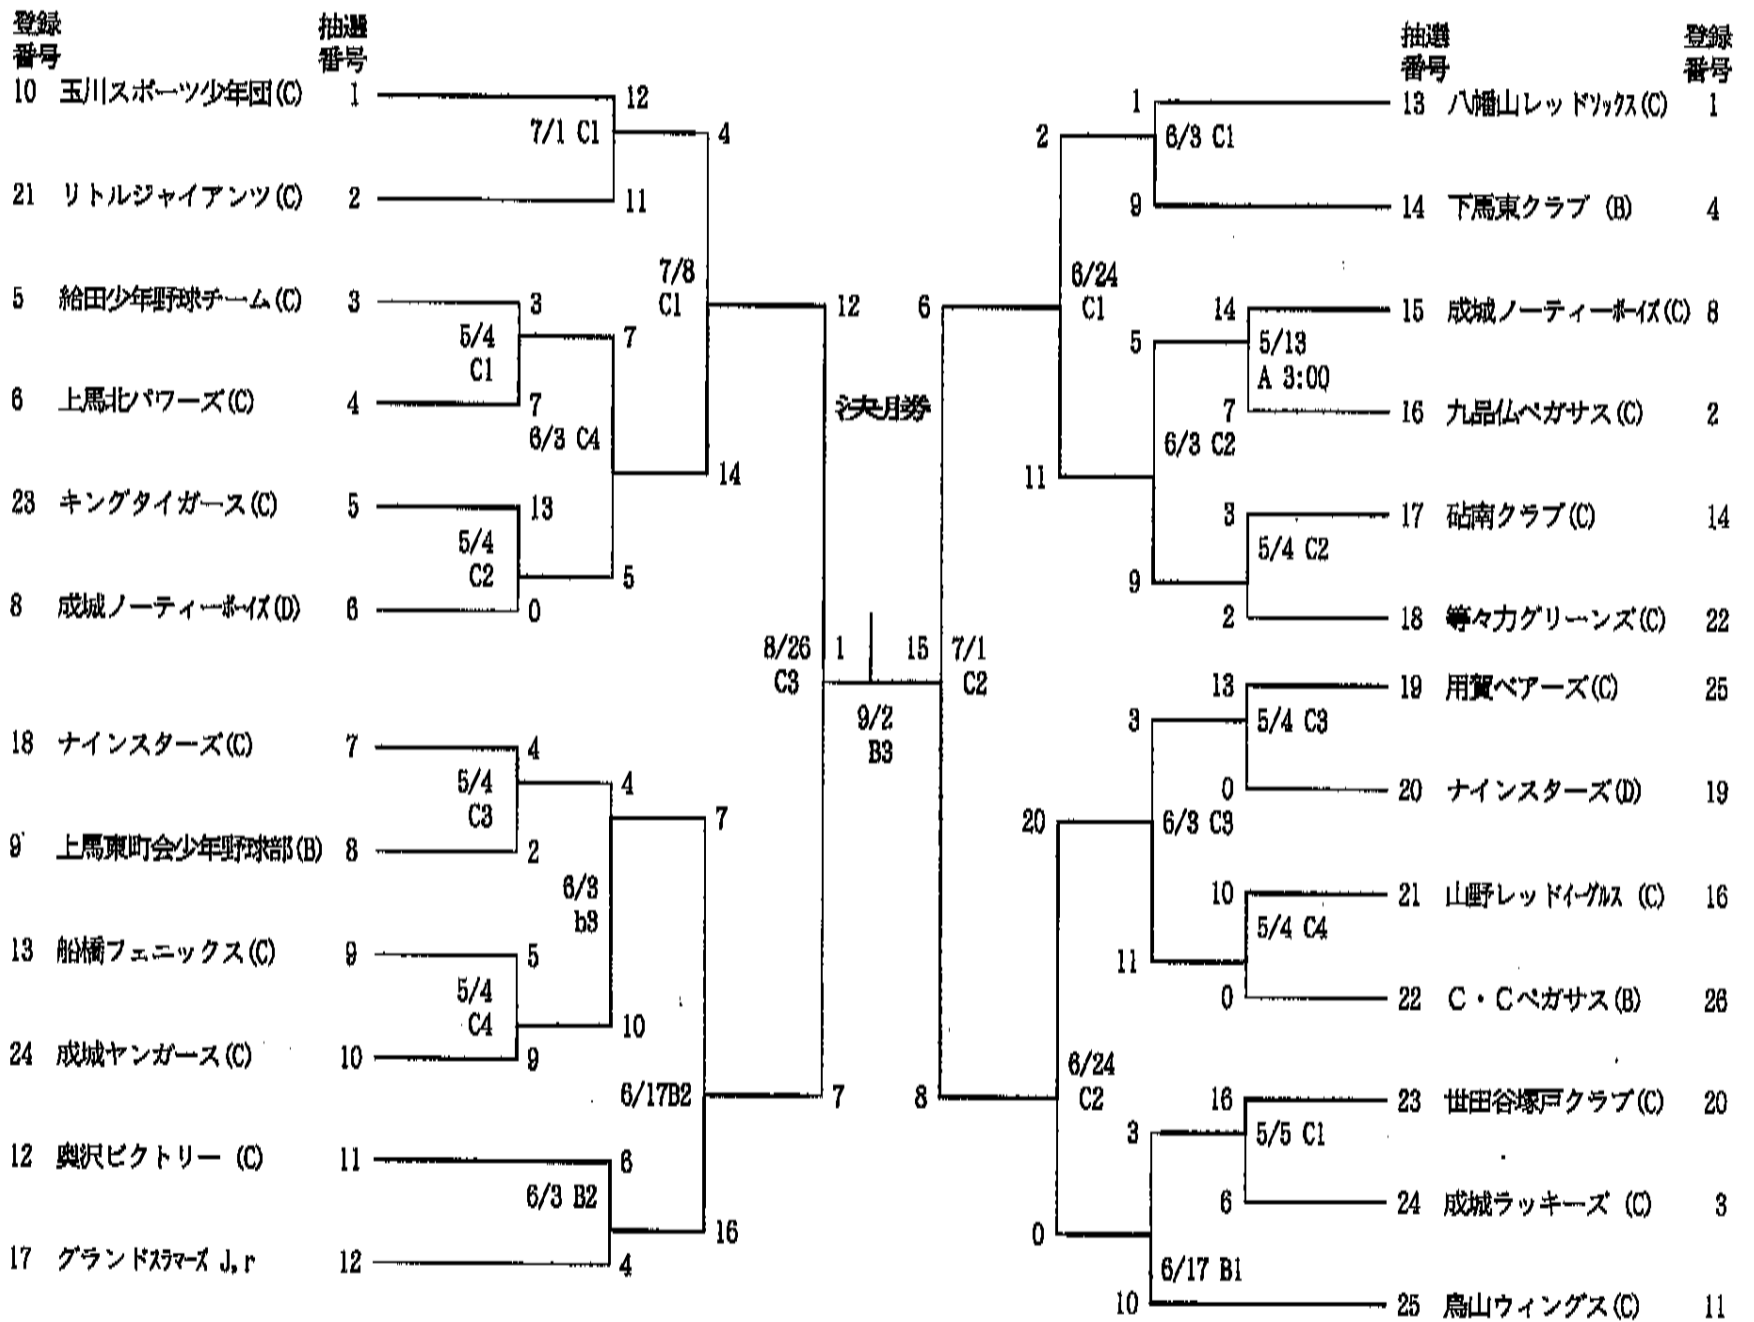 登録 抽選
番号 番号
10 玉川スポーツ少年団(C) 1
12
7/1 C1
4
21 リトルジャイアンツ(C) 2
11
7/8
C1
5 給田少年野球チーム(C) 3
3
5/4
C1
7
12
6 上馬北パワーズ(C) 4
7
6/3 C4
14
23 キングタイガース(C) 5
13
5/4
C2
5
8 成城ノーティーボーイズ(D) 6
0
8/26
C3
18 ナインスターズ(C) 7
4
5/4
C3
4
7
9 上馬東町会少年野球部(B) 8
2
6/3
b3
13 船橋フェニックス(C) 9
5
5/4
C4
10
24 成城ヤンガース(C) 10
9
6/17B2
7
12 奥沢ビクトリー (C) 11
6
6/3 B2
16
17 グランドスラマーズ J,r 12
4
決勝
1 15
9/2
B3
抽選 登録
番号 番号
1
13 八幡山レッドソックス(C) 1
2
6/3 C1
9
14 下馬東クラブ (B) 4
6/24
C1
6
14
15 成城ノーティーボーイズ(C) 8
5
5/13
A 3:00
7
16 九品仏ペガサス(C) 2
6/3 C2
11
3
17 砧南クラブ(C) 14
5/4 C2
9
2
18 等々力グリーンズ(C) 22
7/1
C2
13
19 用賀ベアーズ(C) 25
3
5/4 C3
0
20 ナインスターズ(D) 19
20
6/3 C3
10
21 山野レッドイーグルス (C) 16
5/4 C4
11
0
22 C・Cペガサス(B) 26
6/24
C2
8
16
23 世田谷塚戸クラブ(C) 20
3
5/5 C1
6
24 成城ラッキーズ (C) 3
0
6/17 B1
10
25 烏山ウィングス(C) 11